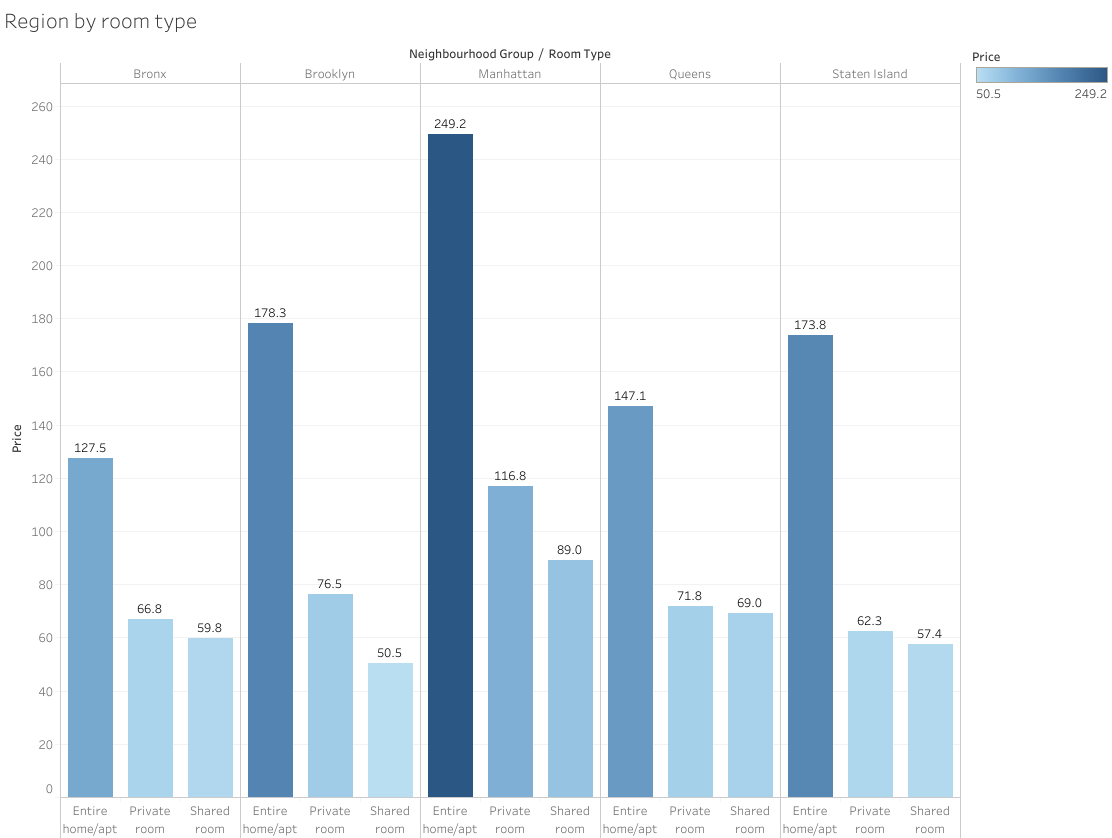 Region by room type
Neighbourhood Group / Room Type
Bronx Brooklyn Manhattan Queens Staten Island
Price
50.5 249.2
260
240
220
200
180
160
140
120
100
80
60
40
20
0
Price
127.5 66.8 59.8
178.3 76.5 50.5
249.2 116.8 89.0
147.1 71.8 69.0
173.8 62.3 57.4
Entire Private Shared Entire Private Shared Entire Private Shared Entire Private Shared Entire Private Shared
home/apt room room home/apt room room home/apt room room home/apt room room home/apt room room